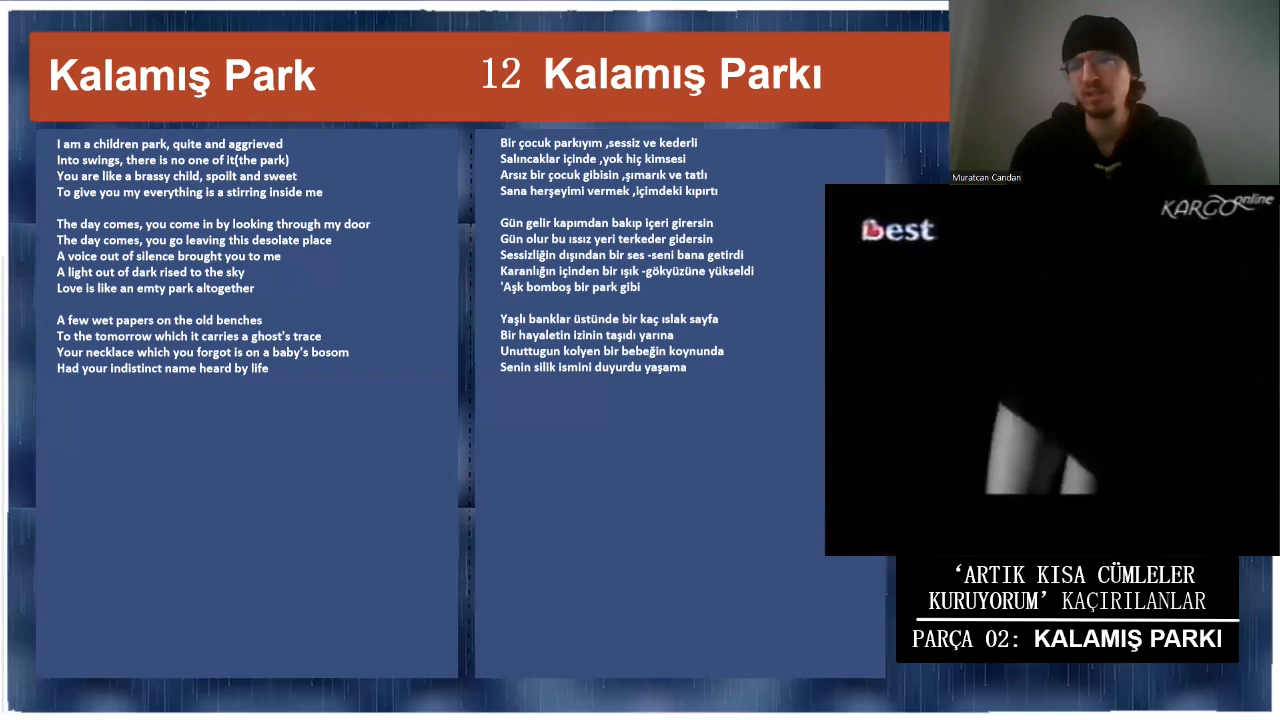 Kalamış Park
I am a children park, quite and aggrieved
Into swings, there is no one of it(the park)
You are like a brassy child, spoilt and sweet
To give you my everything is a stirring inside me
The day comes, you come in by looking through my door
The day comes, you go leaving this desolate place
A voice out of silence brought you to me
A light out of dark rised to the sky
Love is like an emty park altogether
A few wet papers on the old benches
To the tomorrow which it carries a ghost's trace
Your necklace which you forgot is on a baby's bosom
Had your indistinct name heard by life
12 Kalamış Parkı
Bir çocuk parkıyım ,sessiz ve kederli
Salıncaklar içinde ,yok hiç kimsesi
Arsız bir çocuk gibisin ,şımarık ve tatlı
Sana herşeyimi vermek ,içimdeki kıpırtı
Gün gelir kapımdan bakıp içeri girersin
Gün olur bu ıssız yeri terkeder gidersin
Sessizliğin dışından bir ses -seni bana getirdi
Karanlığın içinden bir ışık -gökyüzüne yükseldi
'Aşk bomboş bir park gibi
Yaşlı banklar üstünde bir kaç ıslak sayfa
Bir hayaletin izinin taşıdı yarına
Unuttugun kolyen bir bebeğin koynunda
Senin silik ismini duyurdu yaşama
Muratcan Candan
best
KARGO online
‘ARTIK KISA CÜMLELER
KURUYORUM’ KAÇIRILANLAR
PARÇA 02: KALAMIŞ PARKI